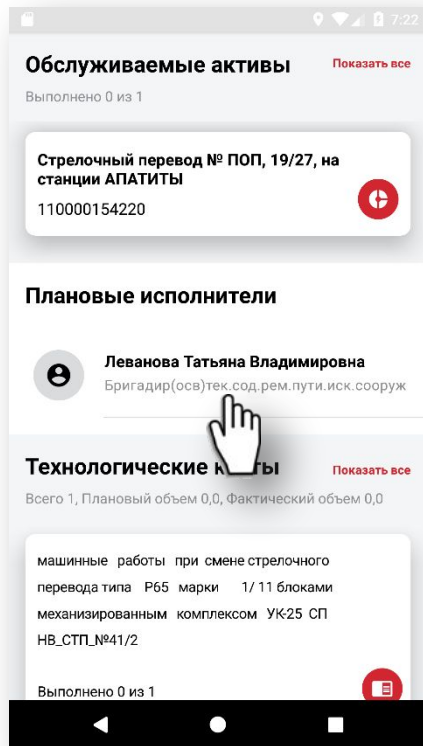 7:22
Обслуживаемые активы
Показать все
Выполнено 0 из 1
Стрелочный перевод № ПОП, 19/27, на
станции АПАТИТЫ
110000154220
Плановые исполнители
Леванова Татьяна Владимировна
Бригадир(осв)тек.сод.рем.пути.иск.сооруж
Технологические карты
Показать все
Всего 1, Плановый объем 0,0, Фактический объем 0,0
машинные работы при смене стрелочного
перевода типа Р65 марки 1/ 11 блоками
механизированным комплексом УК-25 СП
НВ_СТП_№41/2
Выполнено 0 из 1